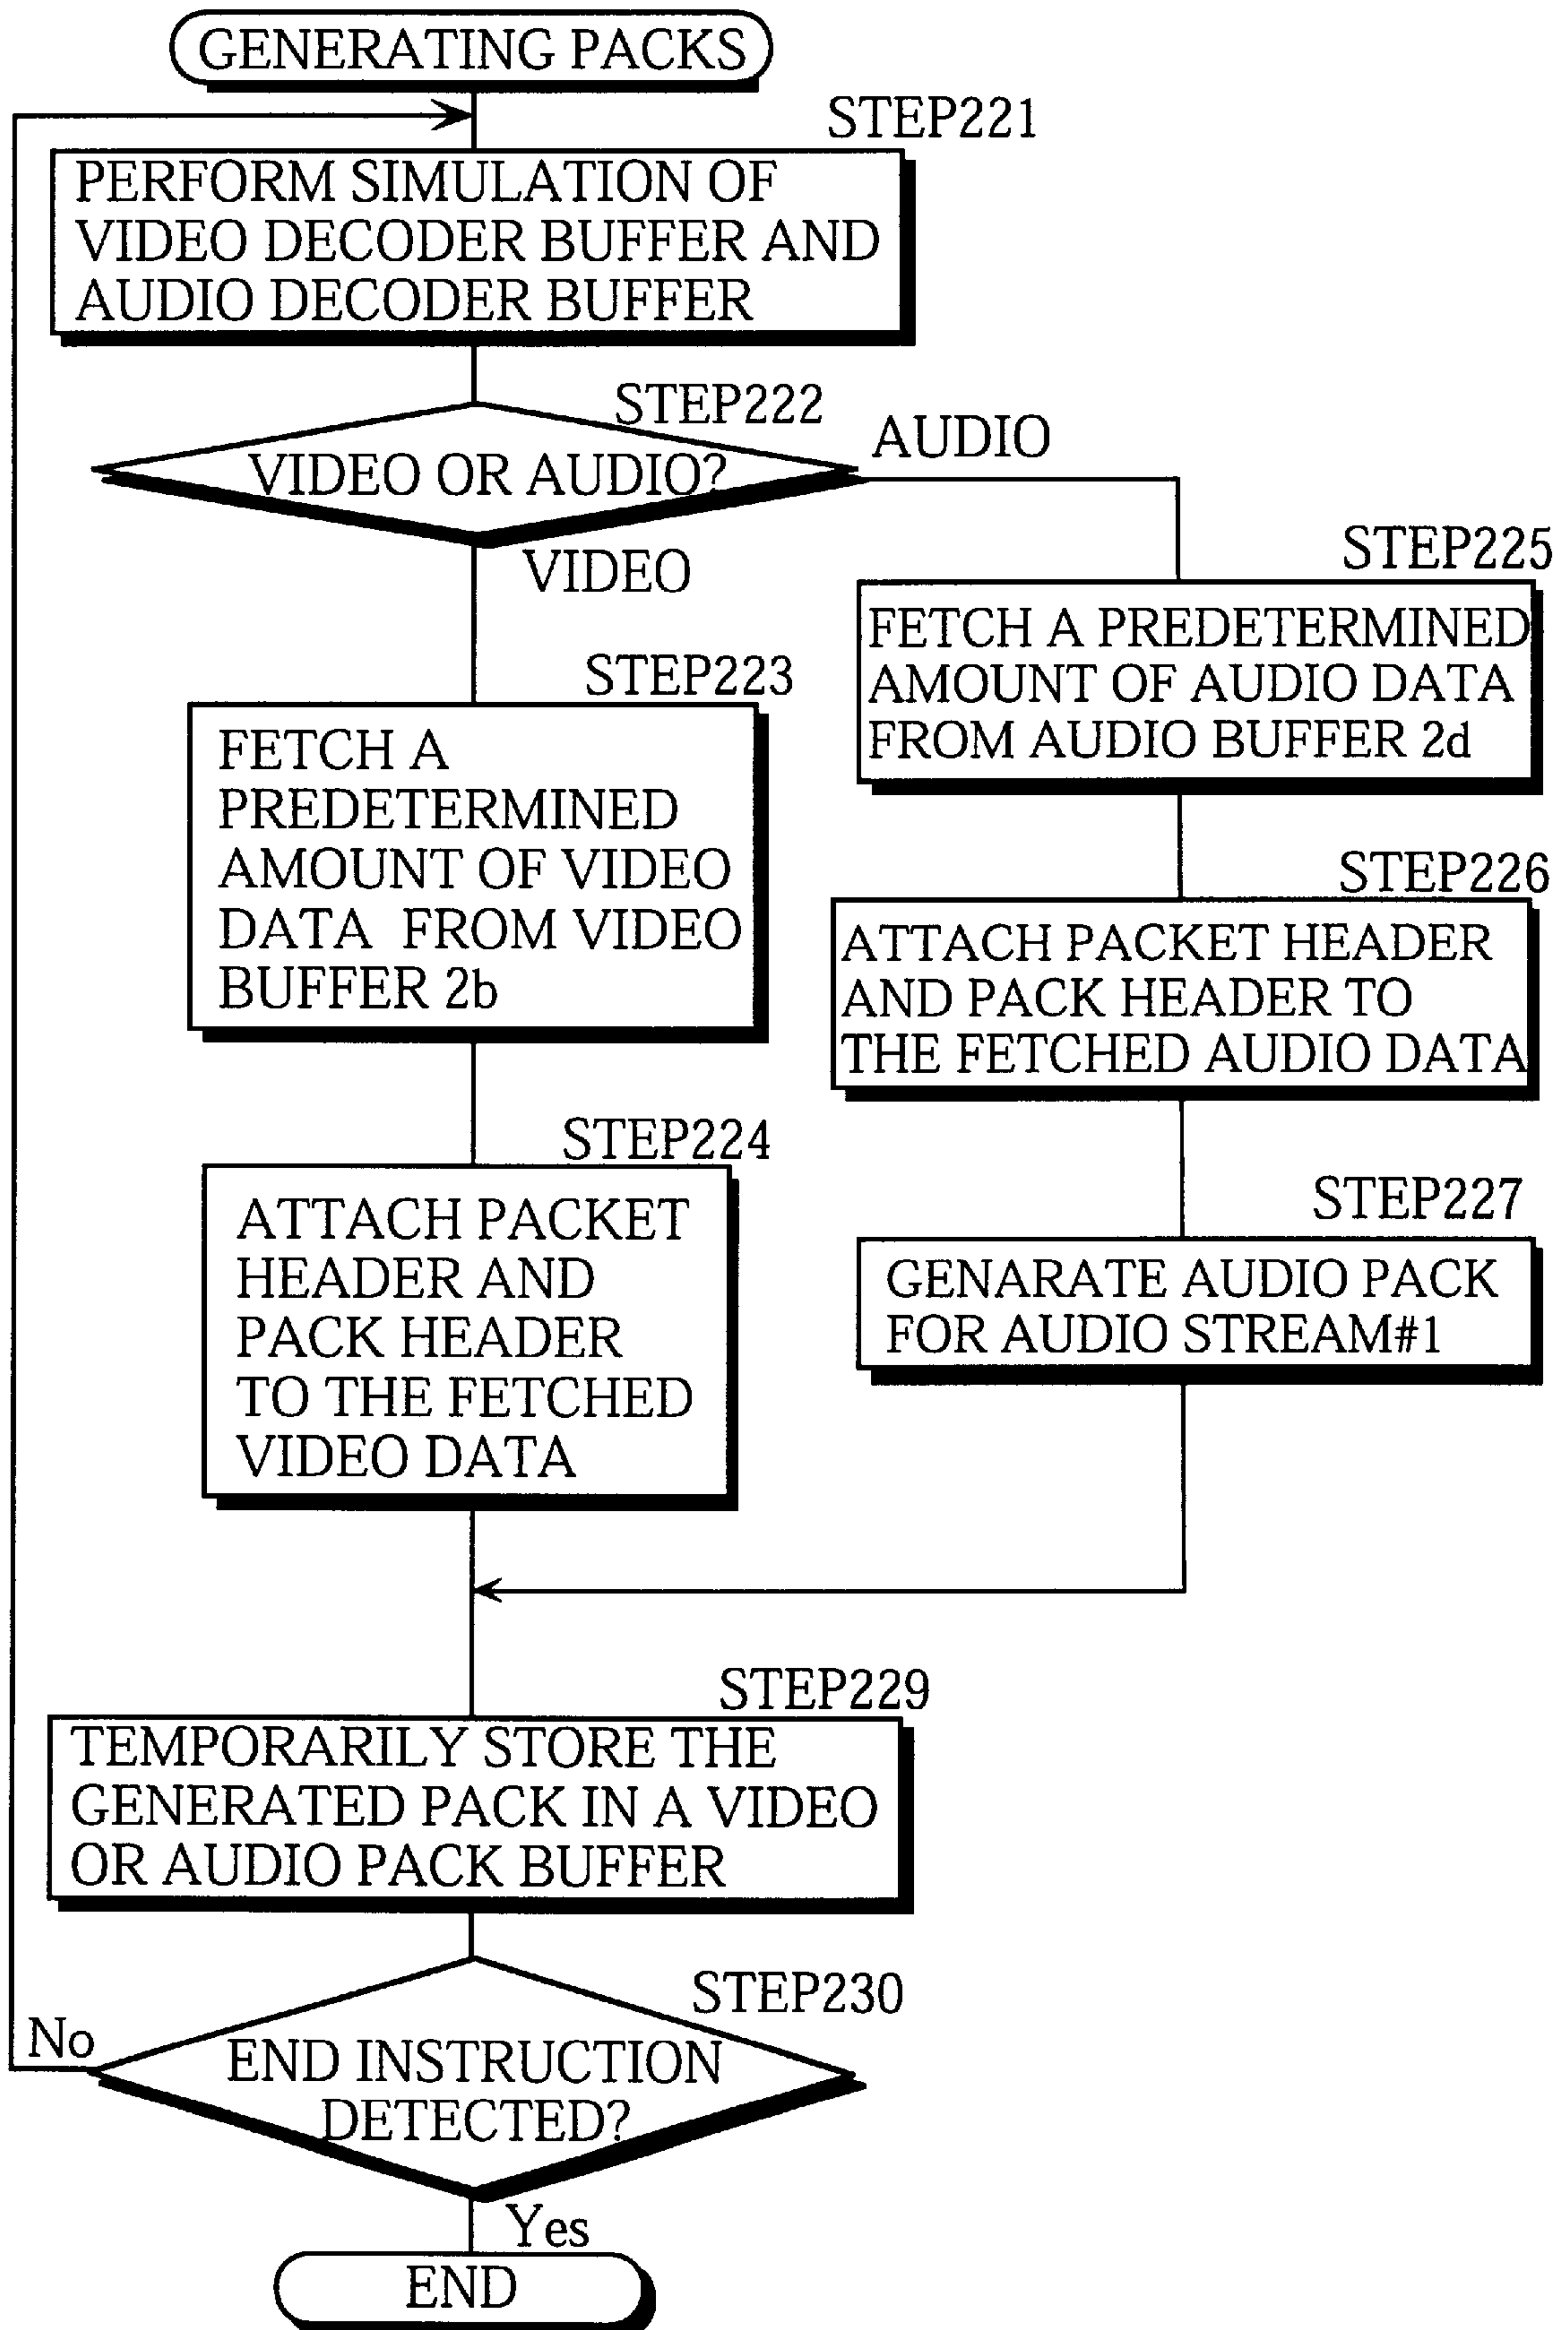 GENERATING PACKS
STEP221
PERFORM SIMULATION OF
VIDEO DECODER BUFFER AND
AUDIO DECODER BUFFER
STEP222
VIDEO OR AUDIO?
AUDIO
VIDEO
STEP223
FETCH A
PREDETERMINED
AMOUNT OF VIDEO
DATA FROM VIDEO
BUFFER 2b
STEP224
ATTACH PACKET
HEADER AND
PACK HEADER
TO THE FETCHED
VIDEO DATA
STEP225
FETCH A PREDETERMINED
AMOUNT OF AUDIO DATA
FROM AUDIO BUFFER 2d
STEP226
ATTACH PACKET HEADER
AND PACK HEADER TO
THE FETCHED AUDIO DATA
STEP227
GENARATE AUDIO PACK
FOR AUDIO STREAM#1
STEP229
TEMPORARILY STORE THE
GENERATED PACK IN A VIDEO
OR AUDIO PACK BUFFER
STEP230
END INSTRUCTION
DETECTED?
No
Yes
END